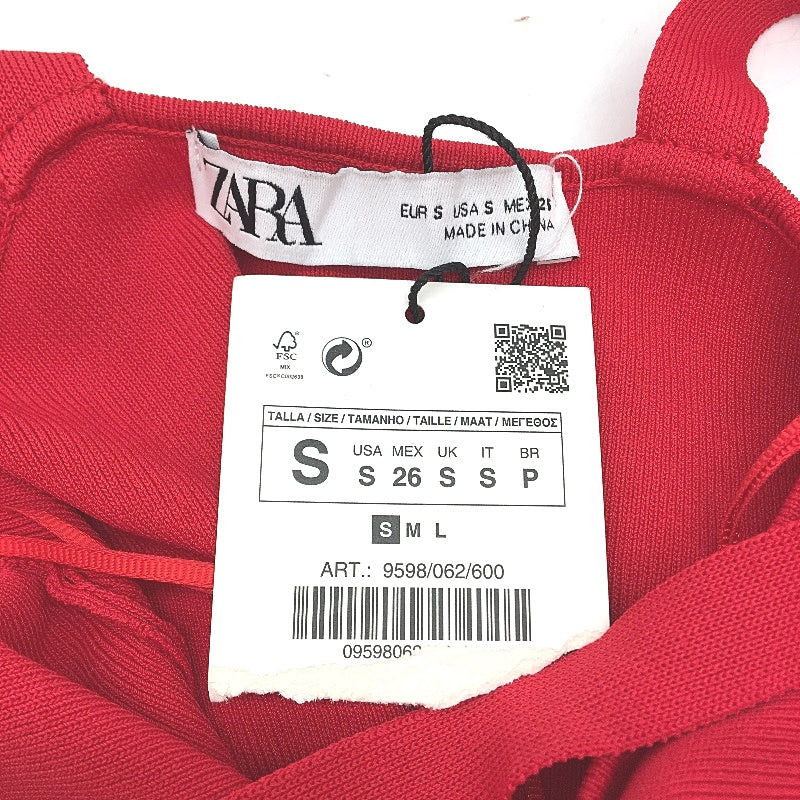 ZARA
EUR S USA S MEX 26
MADE IN CHINA
FSC®
MIX
®
TALLA / SIZE / TAMANHO / TAILLE / MAAT / ΜΕΓΕΘΟΣ
S
USA MEX UK IT BR
S 26 S S P
S M L
ART.: 9598/062/600